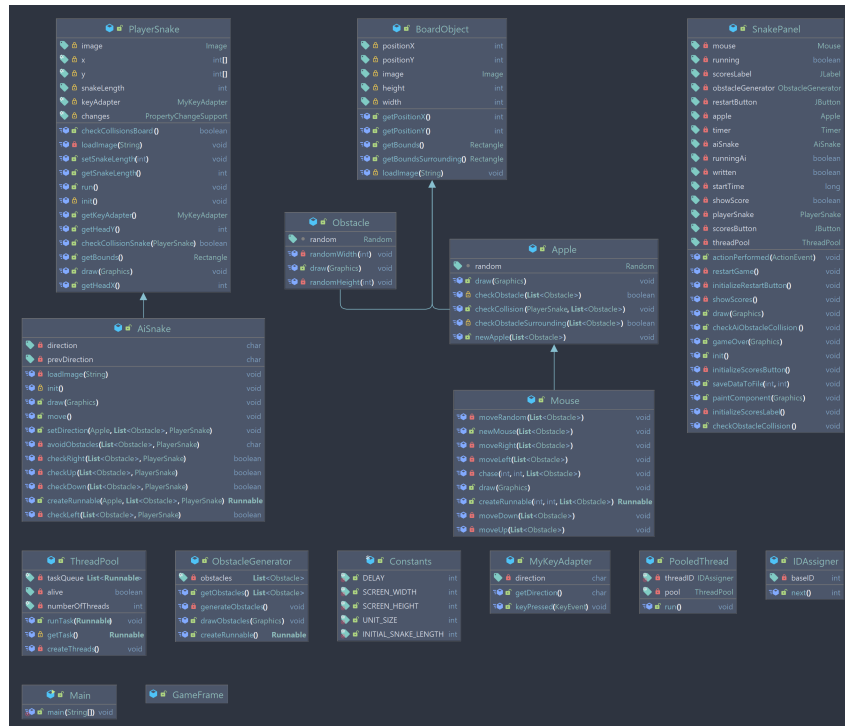 PlayerSnake
image Image
x int[]
y int[]
snakeLength int
keyAdapter MyKeyAdapter
changes PropertyChangeSupport
checkCollisionsBoard() boolean
loadImage(String) void
setSnakeLength(int) void
getSnakeLength() int
run() void
init() void
getKeyAdapter() MyKeyAdapter
getHeadY() int
checkCollisionSnake(PlayerSnake) boolean
getBounds() Rectangle
draw(Graphics) void
getHeadX() int
BoardObject
positionX int
positionY int
image Image
height int
width int
getPositionX() int
getPositionY() int
getBounds() Rectangle
getBoundsSurrounding() Rectangle
loadImage(String) void
SnakePanel
mouse Mouse
running boolean
scoresLabel JLabel
obstacleGenerator ObstacleGenerator
restartButton JButton
apple Apple
timer Timer
aiSnake AiSnake
runningAi boolean
written boolean
startTime long
showScore boolean
playerSnake PlayerSnake
scoresButton JButton
threadPool ThreadPool
actionPerformed(ActionEvent) void
restartGame() void
initializeRestartButton() void
showScores() void
draw(Graphics) void
checkAiObstacleCollision() void
gameOver(Graphics) void
init() void
initializeScoresButton() void
saveDataToFile(int, int) void
paintComponent(Graphics) void
initializeScoresLabel() void
checkObstacleCollision() void
Obstacle
random Random
randomWidth(int) void
draw(Graphics) void
randomHeight(int) void
Apple
random Random
draw(Graphics) void
checkObstacle(List<Obstacle>) boolean
checkCollision(PlayerSnake, List<Obstacle>) void
checkObstacleSurrounding(List<Obstacle>) boolean
newApple(List<Obstacle>) void
AiSnake
direction char
prevDirection char
loadImage(String) void
init() void
draw(Graphics) void
move() void
setDirection(Apple, List<Obstacle>, PlayerSnake) void
avoidObstacles(List<Obstacle>, PlayerSnake) char
checkRight(List<Obstacle>, PlayerSnake) boolean
checkUp(List<Obstacle>, PlayerSnake) boolean
checkDown(List<Obstacle>, PlayerSnake) boolean
createRunnable(Apple, List<Obstacle>, PlayerSnake) Runnable
checkLeft(List<Obstacle>, PlayerSnake) boolean
Mouse
moveRandom(List<Obstacle>) void
newMouse(List<Obstacle>) void
moveRight(List<Obstacle>) void
moveLeft(List<Obstacle>) void
chase(int, int, List<Obstacle>) void
draw(Graphics) void
createRunnable(int, int, List<Obstacle>) Runnable
moveDown(List<Obstacle>) void
moveUp(List<Obstacle>) void
ThreadPool
taskQueue List<Runnable>
alive boolean
numberOfThreads int
runTask(Runnable) void
getTask() Runnable
createThreads() void
ObstacleGenerator
obstacles List<Obstacle>
getObstacles() List<Obstacle>
generateObstacles() void
drawObstacles(Graphics) void
createRunnable() Runnable
Constants
DELAY int
SCREEN_WIDTH int
SCREEN_HEIGHT int
UNIT_SIZE int
INITIAL_SNAKE_LENGTH int
MyKeyAdapter
direction char
getDirection() char
keyPressed(KeyEvent) void
PooledThread
threadID IDAssigner
pool ThreadPool
run() void
IDAssigner
baseID int
next() int
Main
main(String[]) void
GameFrame